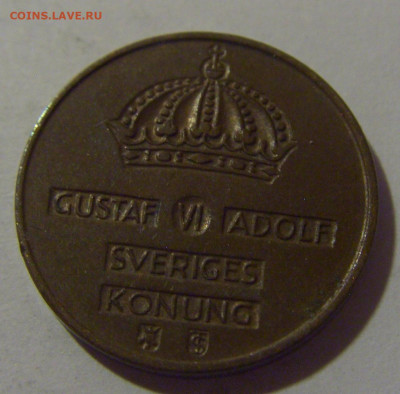 COINS.LAVE.RU
GUSTAF VI ADOLF
SVERIGES
KONUNG